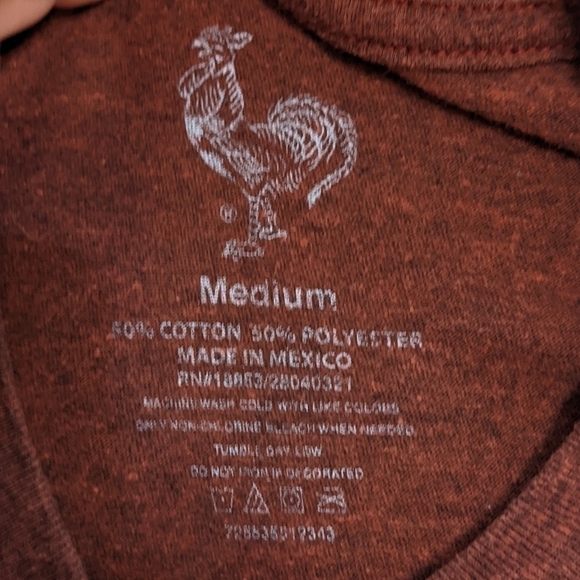 Medium
50% COTTON 50% POLYESTER
MADE IN MEXICO
RN#18853/28040321
MACHINE WASH COLD WITH LIKE COLORS
ONLY NON-CHLORINE BLEACH WHEN NEEDED.
TUMBLE DRY LOW
DO NOT IRON IF DECORATED